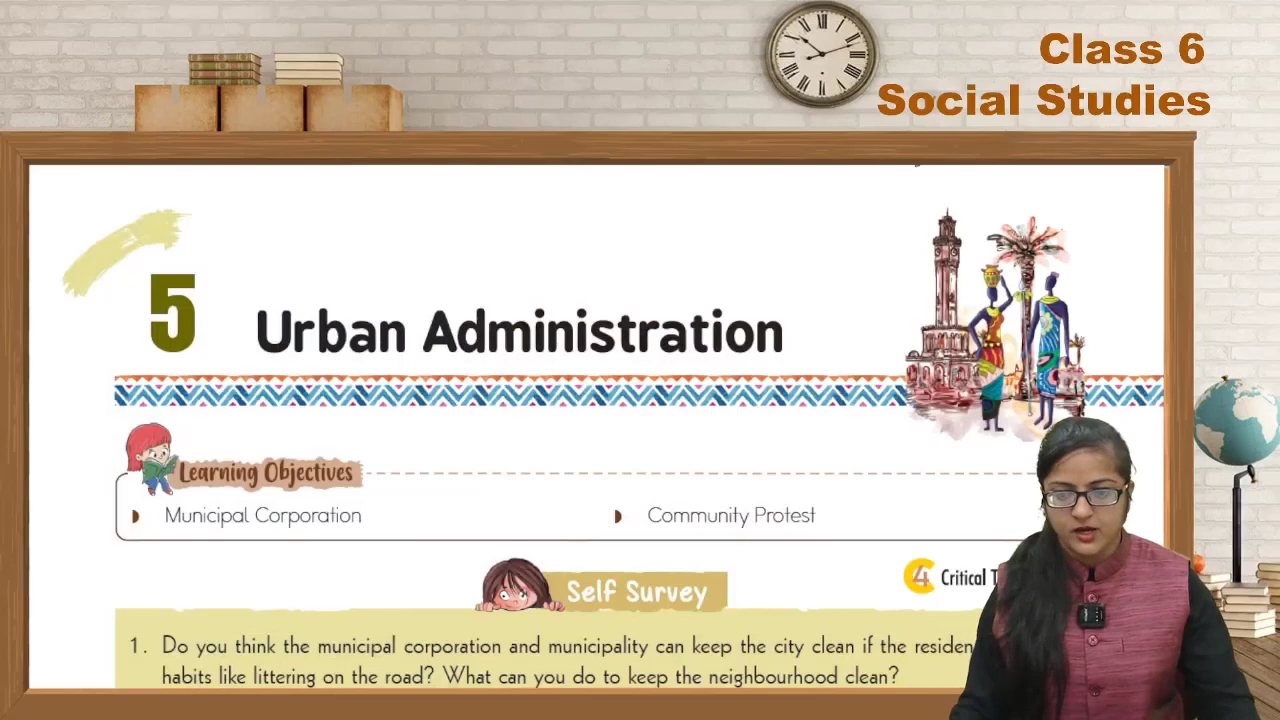 Class 6
Social Studies
5
Urban Administration
Learning Objectives
Municipal Corporation
Community Protest
4 Critical
Self Survey
1. Do you think the municipal corporation and municipality can keep the city clean if the
habits like littering on the road? What can you do to keep the neighbourhood clean?